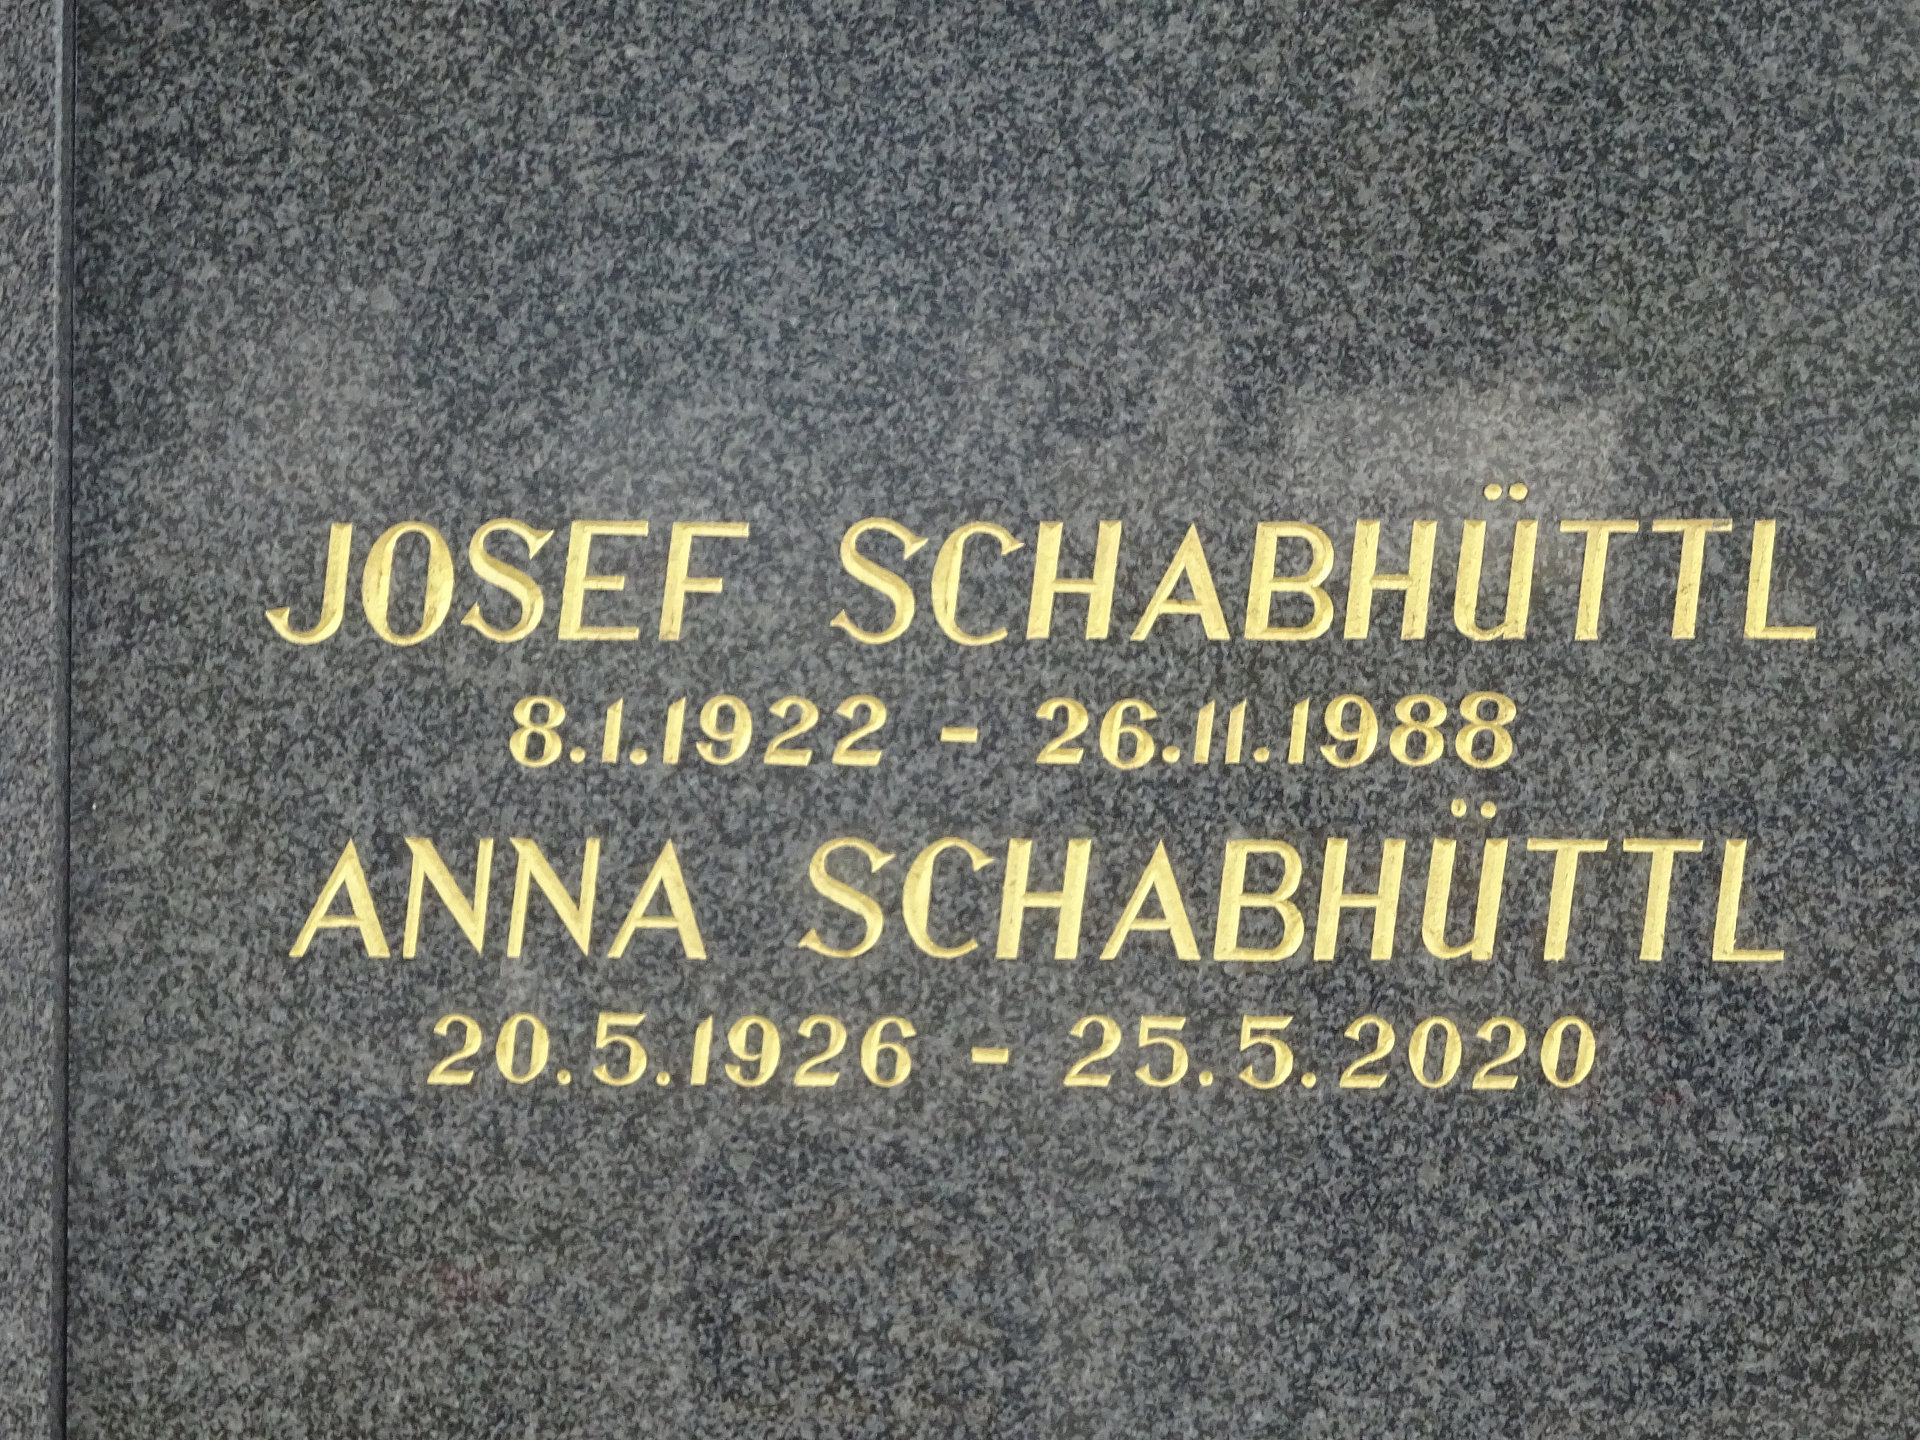 JOSEF SCHABHÜTTL
8.1.1922 - 26.11.1988
ANNA SCHABHÜTTL
20.5.1926 - 25.5.2020